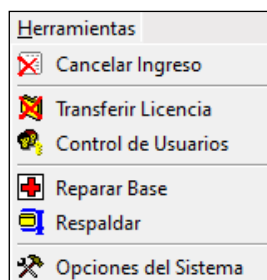 Herramientas
Cancelar Ingreso
Transferir Licencia
Control de Usuarios
Reparar Base
Respaldar
Opciones del Sistema